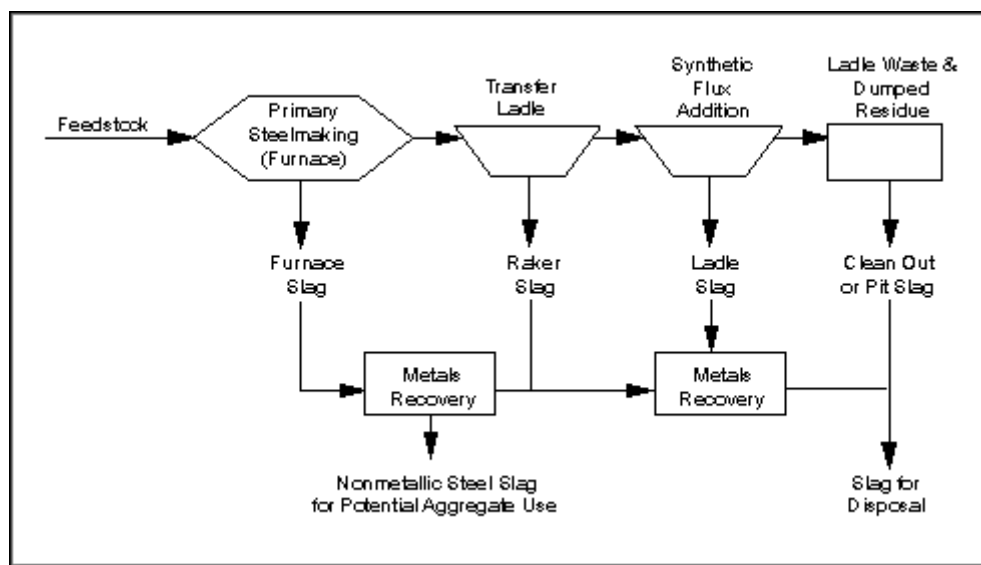 Feedstock
Primary
Steelmaking
(Furnace)
Transfer
Ladle
Synthetic
Flux
Addition
Ladle Waste &
Dumped
Residue
Furnace
Slag
Raker
Slag
Ladle
Slag
Clean Out
or Pit Slag
Metals
Recovery
Metals
Recovery
Nonmetallic Steel Slag
for Potential Aggregate Use
Slag for
Disposal